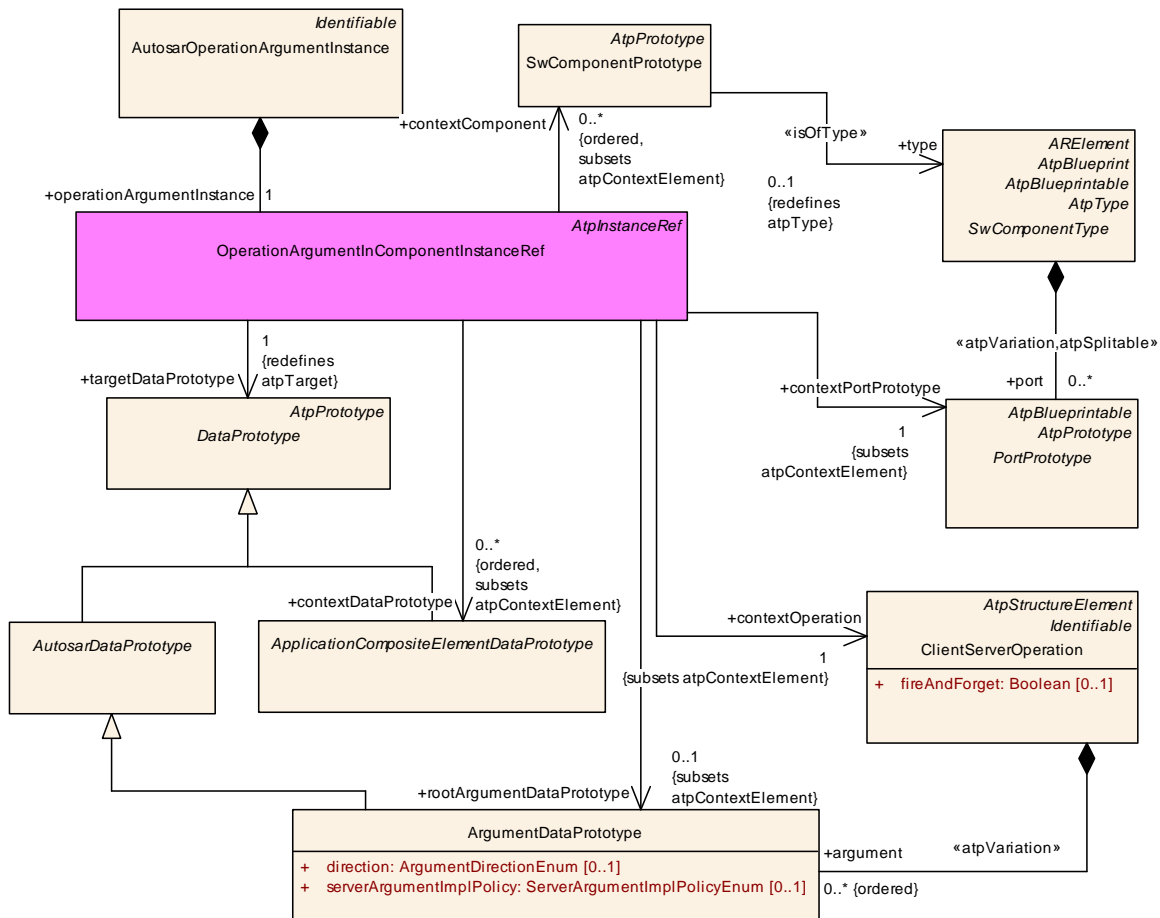 Identifiable
AutosarOperationArgumentInstance
AtpPrototype
SwComponentPrototype
+contextComponent
0..*
{ordered,
subsets
atpContextElement}
«isOfType»
+type
0..1
{redefines
atpType}
ARElement
AtpBlueprint
AtpBlueprintable
AtpType
SwComponentType
+operationArgumentInstance
1
AtpInstanceRef
OperationArgumentInComponentInstanceRef
«atpVariation,atpSplitable»
+port
0..*
1
{redefines
atpTarget}
+targetDataPrototype
+contextPortPrototype
1
{subsets
atpContextElement}
AtpPrototype
DataPrototype
AtpBlueprintable
AtpPrototype
PortPrototype
0..*
{ordered,
subsets
atpContextElement}
+contextDataPrototype
+contextOperation
1
{subsets atpContextElement}
AutosarDataPrototype
ApplicationCompositeElementDataPrototype
AtpStructureElement
Identifiable
ClientServerOperation
+ fireAndForget: Boolean [0..1]
0..1
{subsets
atpContextElement}
+rootArgumentDataPrototype
ArgumentDataPrototype
+ direction: ArgumentDirectionEnum [0..1]
+ serverArgumentImplPolicy: ServerArgumentImplPolicyEnum [0..1]
+argument
«atpVariation»
0..* {ordered}